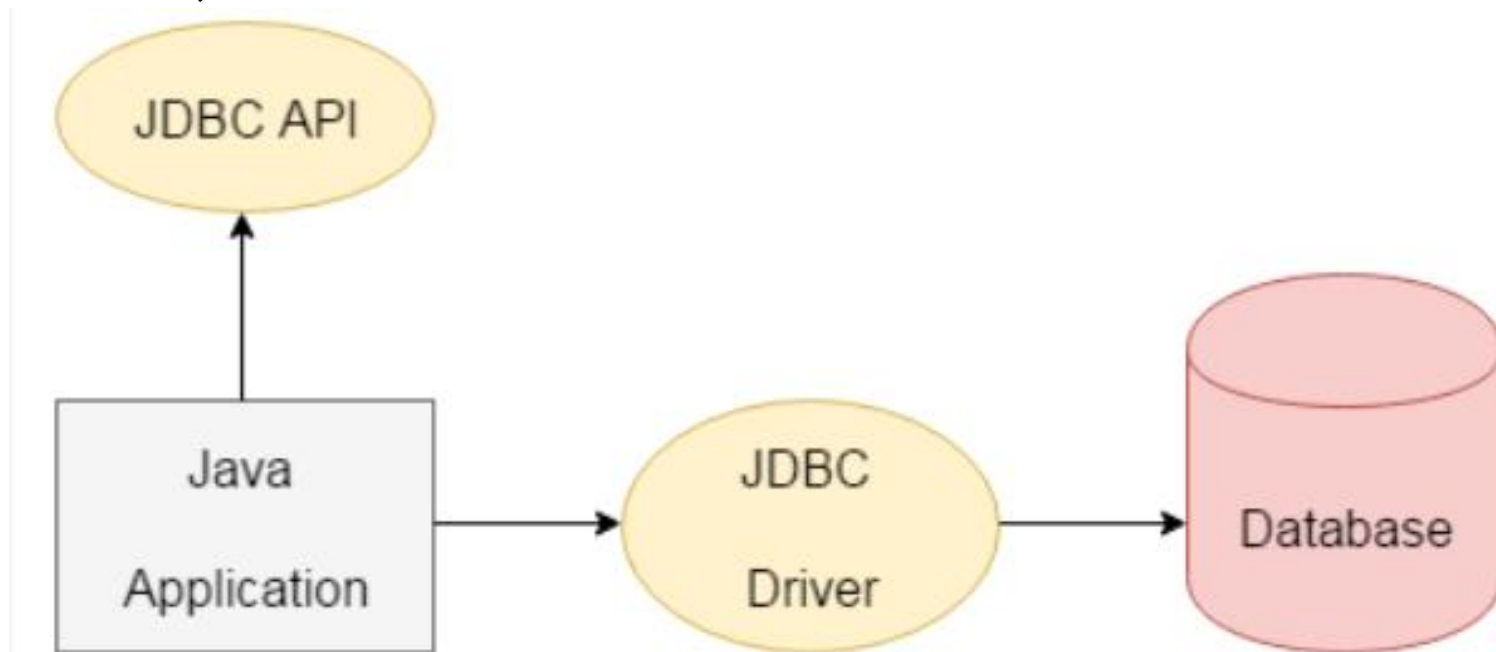 JDBC API
Java
Application
JDBC
Driver
Database